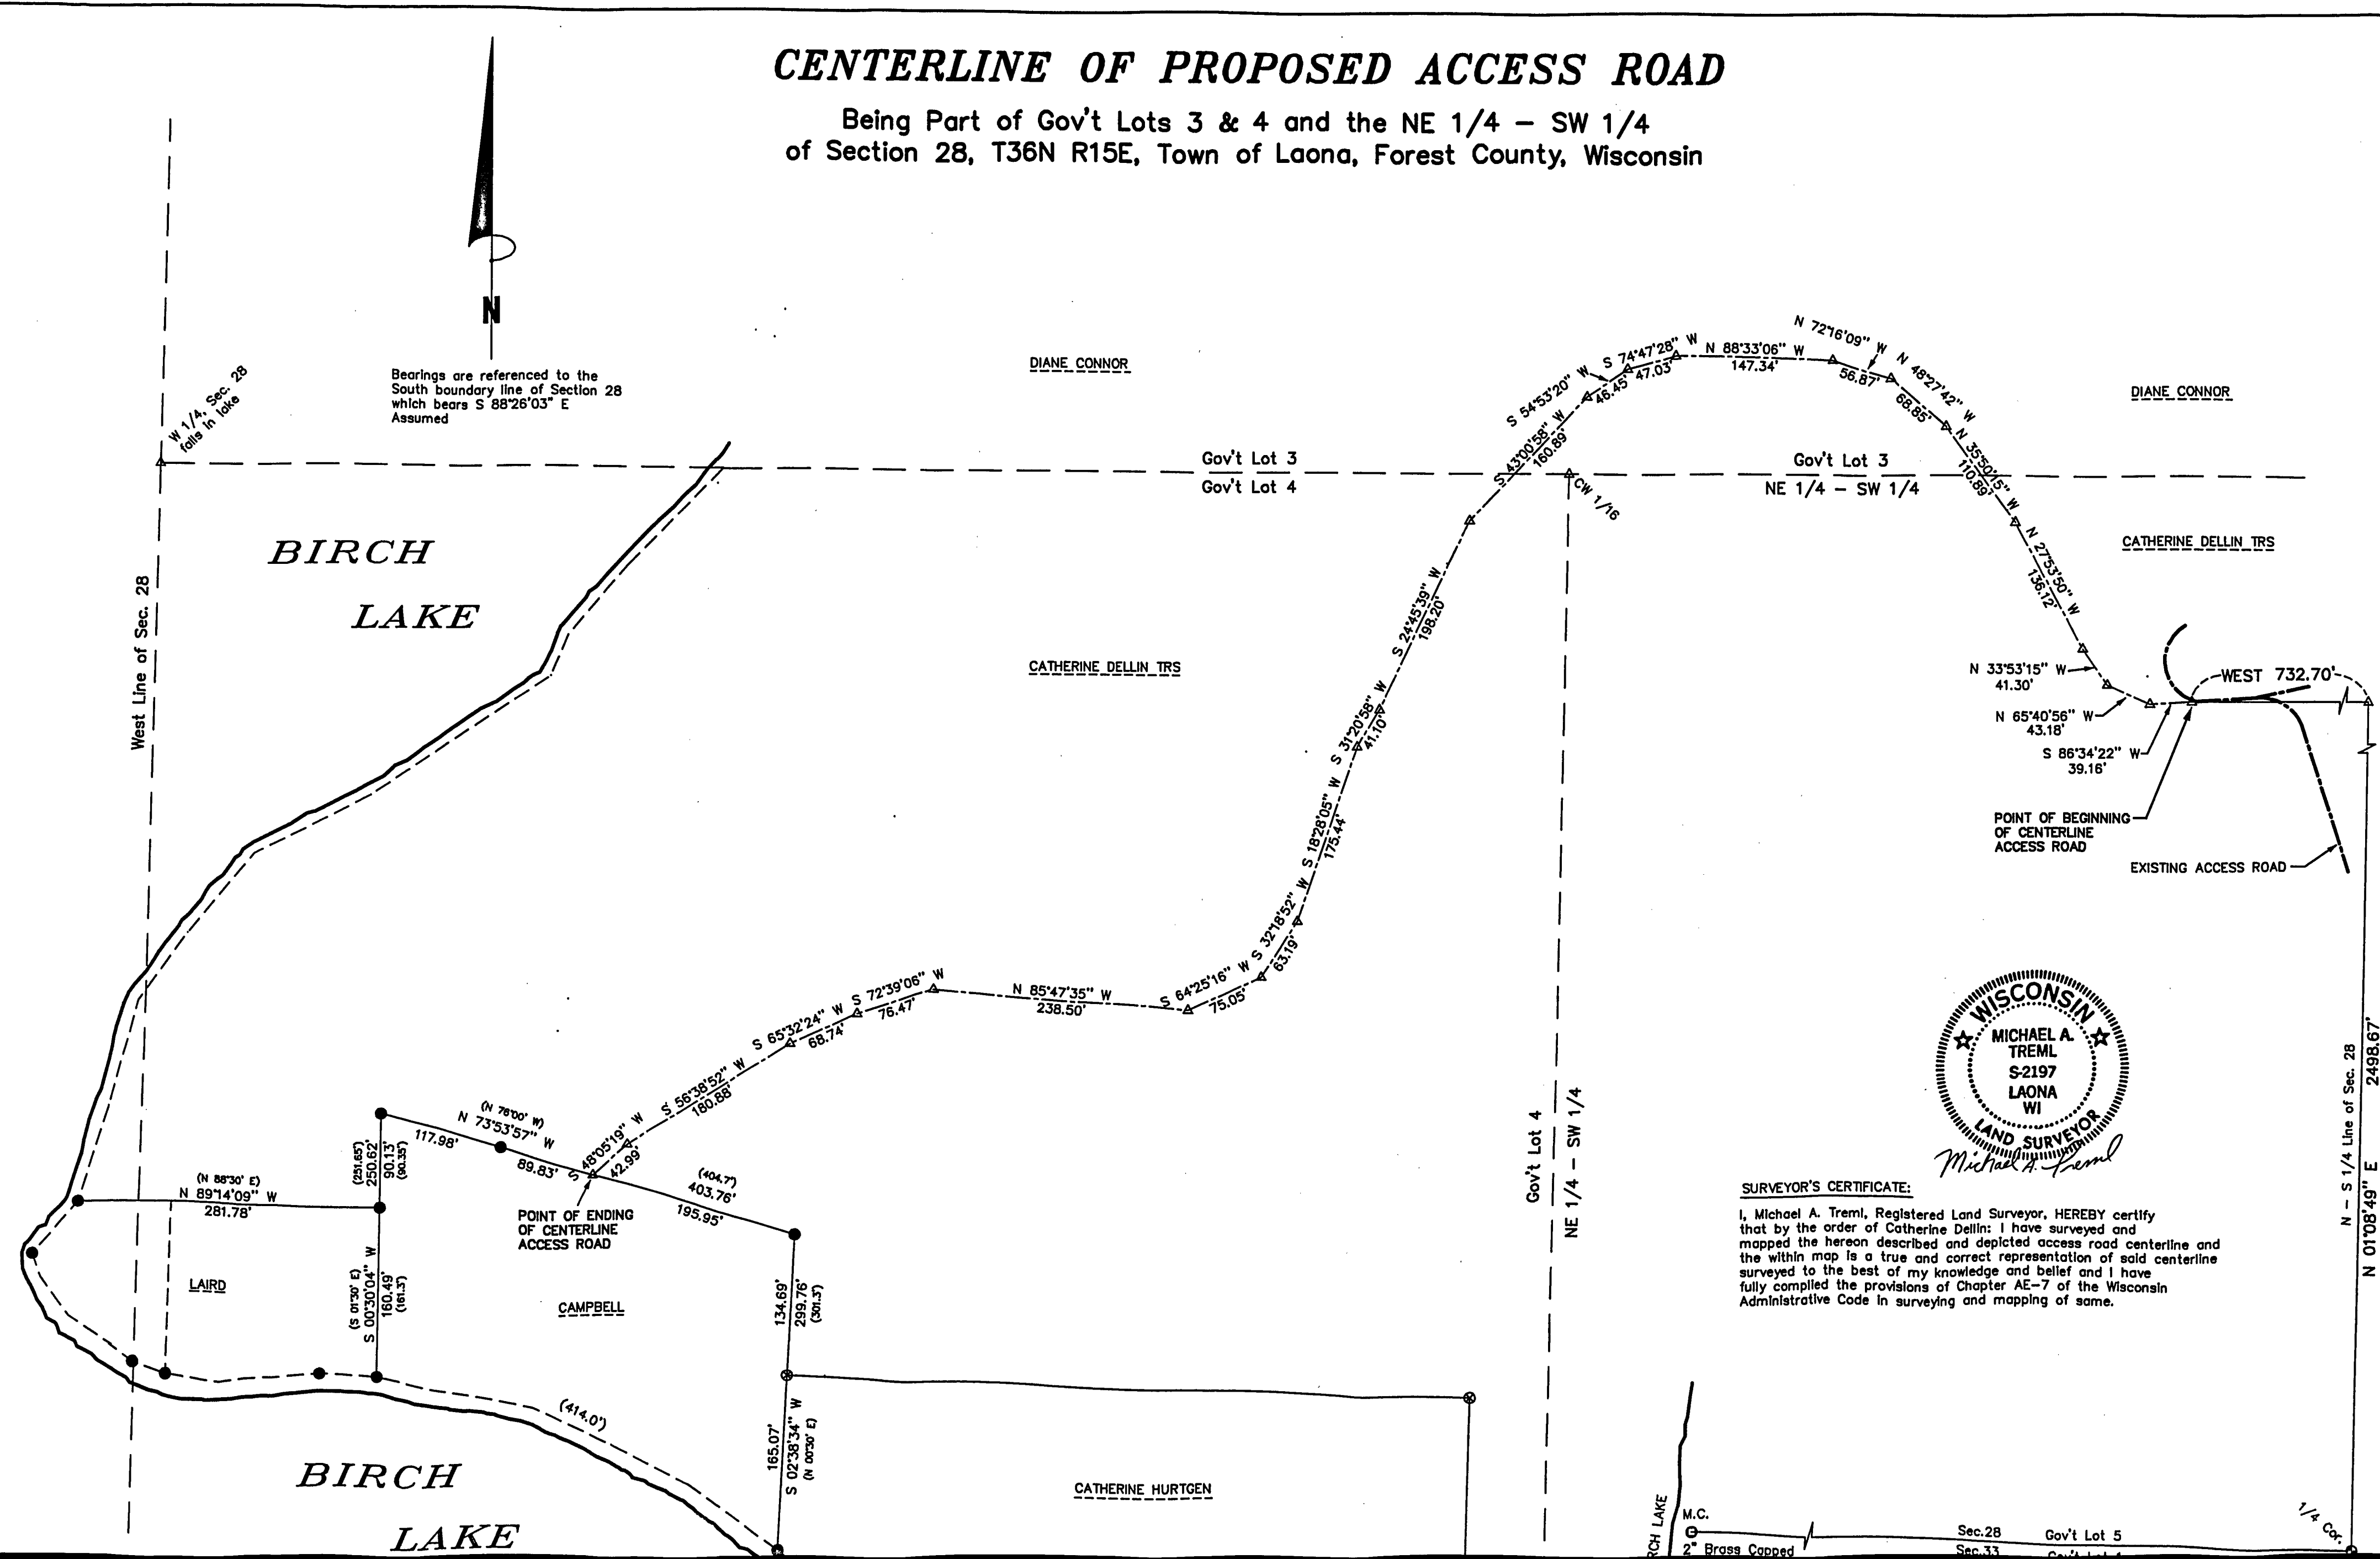 CENTERLINE OF PROPOSED ACCESS ROAD
Being Part of Gov't Lots 3 & 4 and the NE 1/4 - SW 1/4
of Section 28, T36N R15E, Town of Laona, Forest County, Wisconsin
N
Bearings are referenced to the
South boundary line of Section 28
which bears S 88°26'03" E
Assumed
W 1/4, Sec. 28
falls in lake
West Line of Sec. 28
BIRCH
LAKE
DIANE CONNOR
Gov't Lot 3
Gov't Lot 4
CATHERINE DELLIN TRS
DIANE CONNOR
Gov't Lot 3
NE 1/4 - SW 1/4
CW 1/16
CATHERINE DELLIN TRS
WEST 732.70'
S 86°34'22" W
39.16'
N 65°40'56" W
43.18'
N 33°53'15" W
41.30'
N 27°53'50" W
136.12'
N 35°50'15" W
110.89'
N 48°27'42" W
68.85'
N 72°16'09" W
56.87'
N 88°33'06" W
147.34'
S 74°47'28" W
47.03'
S 54°53'20" W
46.45'
S 43°00'58" W
160.89'
S 24°45'39" W
198.20'
S 31°20'58" W
41.10'
S 18°28'05" W
175.44'
S 32°18'52" W
63.19'
S 64°25'16" W
75.05'
N 85°47'35" W
238.50'
S 72°39'06" W
76.47'
S 65°32'24" W
68.74'
S 56°38'52" W
180.88'
S 48°05'19" W
42.99'
POINT OF BEGINNING
OF CENTERLINE
ACCESS ROAD
EXISTING ACCESS ROAD
POINT OF ENDING
OF CENTERLINE
ACCESS ROAD
(N 76°00' W)
N 73°53'57" W
117.98'
89.83'
(404.7')
403.76'
195.95'
(251.65')
250.62'
90.13'
(90.35')
(N 88°30' E)
N 89°14'09" W
281.78'
(S 01°30' E)
S 00°30'04" W
160.49'
(161.3')
LAIRD
CAMPBELL
134.69'
299.76'
(301.3')
165.07'
S 02°38'34" W
(N 00°30' E)
(414.0')
BIRCH
LAKE
CATHERINE HURTGEN
Gov't Lot 4
NE 1/4 - SW 1/4
WISCONSIN
MICHAEL A.
TREML
S-2197
LAONA
WI
LAND SURVEYOR
Michael A. Treml
SURVEYOR'S CERTIFICATE:
I, Michael A. Treml, Registered Land Surveyor, HEREBY certify
that by the order of Catherine Dellin: I have surveyed and
mapped the hereon described and depicted access road centerline and
the within map is a true and correct representation of said centerline
surveyed to the best of my knowledge and belief and I have
fully complied the provisions of Chapter AE-7 of the Wisconsin
Administrative Code in surveying and mapping of same.
N - S 1/4 Line of Sec. 28
N 01°08'49" E 2498.67'
RCH LAKE
M.C.
2" Brass Capped
Sec.28 Gov't Lot 5
Sec.33
1/4 Cor.